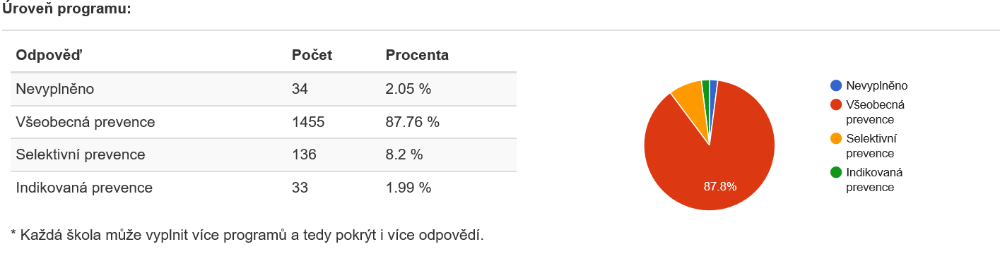 Úroveň programu:
Odpověď Počet Procenta
Nevyplněno 34 2.05 %
Všeobecná prevence 1455 87.76 %
Selektivní prevence 136 8.2 %
Indikovaná prevence 33 1.99 %
* Každá škola může vyplnit více programů a tedy pokrýt i více odpovědí.
87.8%
Nevyplněno
Všeobecná
prevence
Selektivní
prevence
Indikovaná
prevence